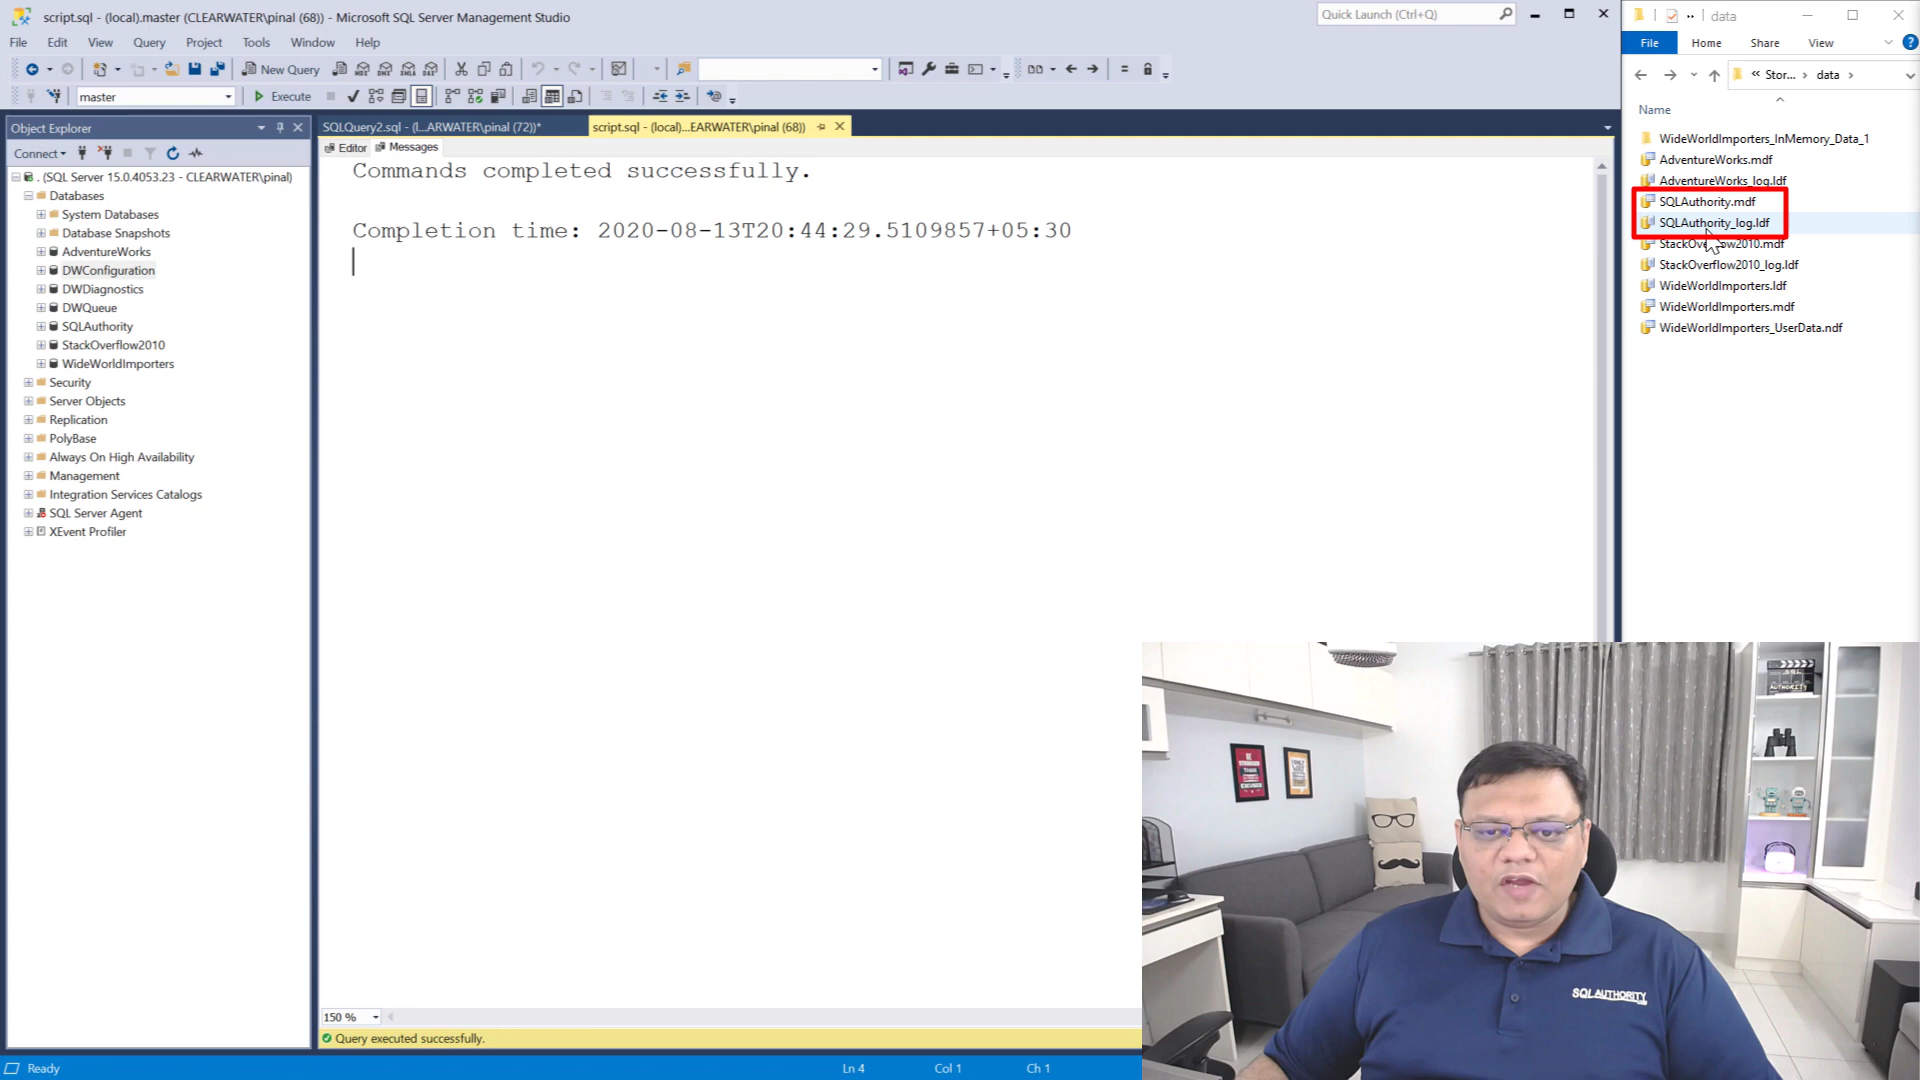 script.sql - (local).master (CLEARWATER\pinal (68)) - Microsoft SQL Server Management Studio
Quick Launch (Ctrl+Q)
File Edit View Query Project Tools Window Help
New Query
master
Execute
Object Explorer
Connect
. (SQL Server 15.0.4053.23 - CLEARWATER\pinal)
Databases
System Databases
Database Snapshots
AdventureWorks
DWConfiguration
DWDiagnostics
DWQueue
SQLAuthority
StackOverflow2010
WideWorldImporters
Security
Server Objects
Replication
PolyBase
Always On High Availability
Management
Integration Services Catalogs
SQL Server Agent
XEvent Profiler
SQLQuery2.sql - (l...ARWATER\pinal (72))*
script.sql - (local)...EARWATER\pinal (68))
Editor Messages
Commands completed successfully.
Completion time: 2020-08-13T20:44:29.5109857+05:30
150 %
Query executed successfully.
Ready
Ln 4
Col 1
Ch 1
data
File Home Share View
« Stor... › data ›
Name
WideWorldImporters_InMemory_Data_1
AdventureWorks.mdf
AdventureWorks_log.ldf
SQLAuthority.mdf
SQLAuthority_log.ldf
StackOverflow2010.mdf
StackOverflow2010_log.ldf
WideWorldImporters.ldf
WideWorldImporters.mdf
WideWorldImporters_UserData.ndf
AUTHORITY
SQLAUTHORITY